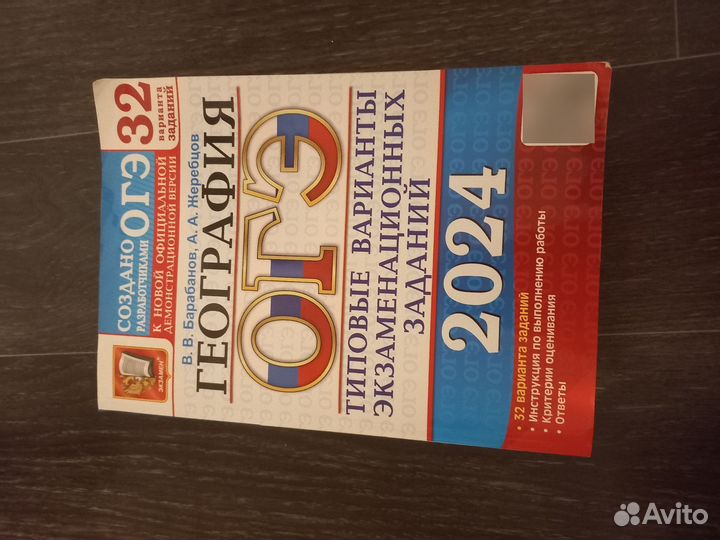 СОЗДАНО
РАЗРАБОТЧИКАМИ ОГЭ
К НОВОЙ ОФИЦИАЛЬНОЙ
ДЕМОНСТРАЦИОННОЙ ВЕРСИИ
32
варианта
заданий
ЭКЗАМЕН
В. В. Барабанов, А. А. Жеребцов
ГЕОГРАФИЯ
ОГЭ
ТИПОВЫЕ ВАРИАНТЫ
ЭКЗАМЕНАЦИОННЫХ
ЗАДАНИЙ
2024
• 32 варианта заданий
• Инструкция по выполнению работы
• Критерии оценивания
• Ответы
Avito